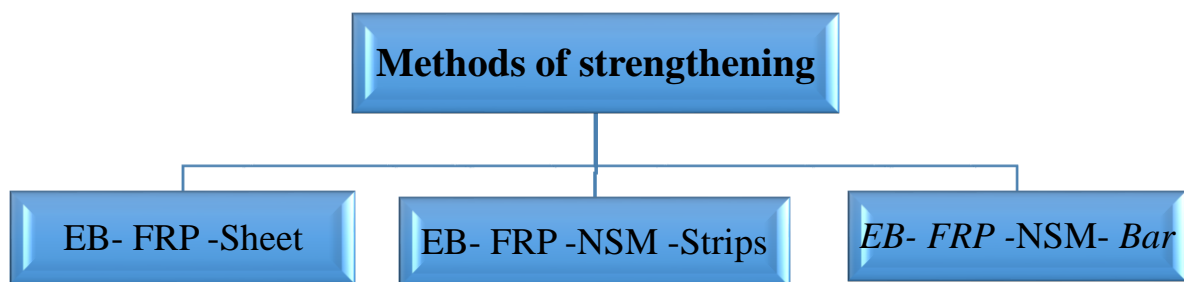 Methods of strengthening
EB- FRP -Sheet
EB- FRP -NSM -Strips
EB- FRP -NSM- Bar